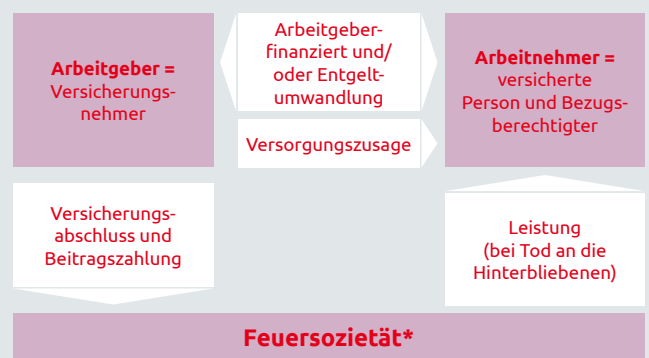 Arbeitgeber =
Versicherungs-
nehmer
Arbeitgeber-
finanziert und/
oder Entgelt-
umwandlung
Versorgungszusage
Arbeitnehmer =
versicherte
Person und Bezugs-
berechtigter
Versicherungs-
abschluss und
Beitragszahlung
Leistung
(bei Tod an die
Hinterbliebenen)
Feuersozietät*